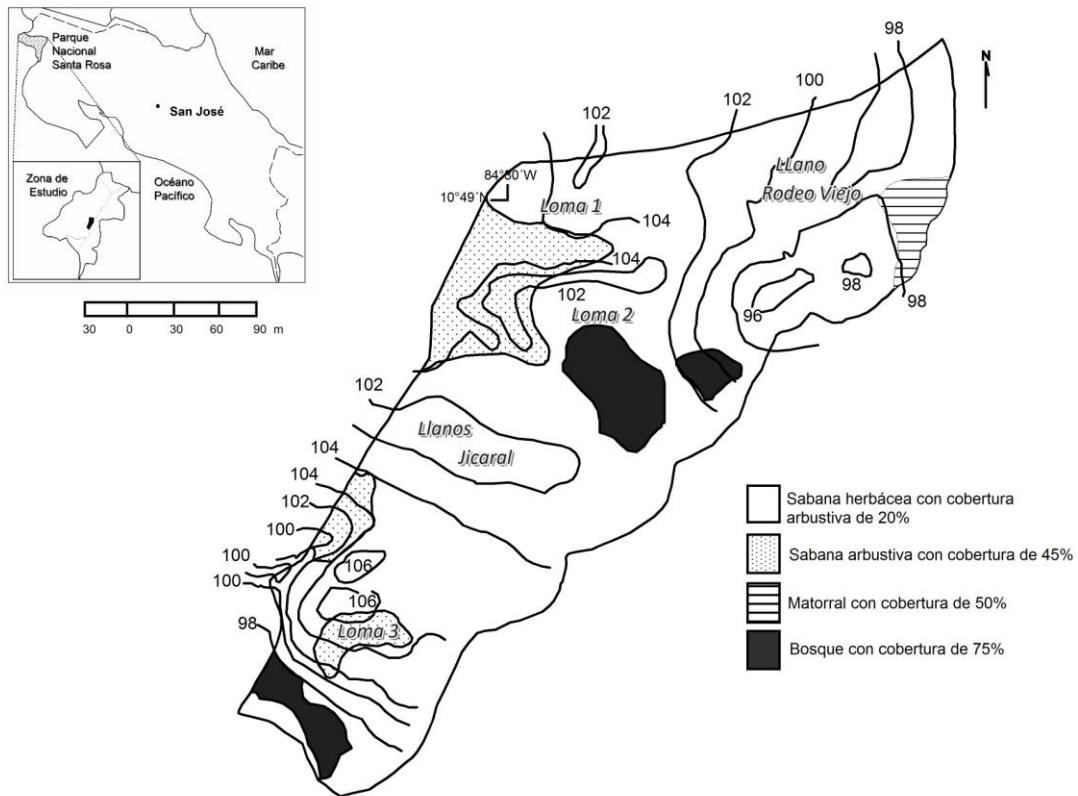 Parque
Nacional
Santa Rosa
Mar
Caribe
San José
Zona de
Estudio
Océano
Pacífico
30 0 30 60 90 m
N
98
100
102
102
84°80´W
10°49´N
Loma 1
104
104
102
Loma 2
LLano
Rodeo Viejo
98
96
98
102
Llanos
Jicaral
104
104
102
100
100
100
106
106
98
Loma 3
Sabana herbácea con cobertura
arbustiva de 20%
Sabana arbustiva con cobertura de 45%
Matorral con cobertura de 50%
Bosque con cobertura de 75%